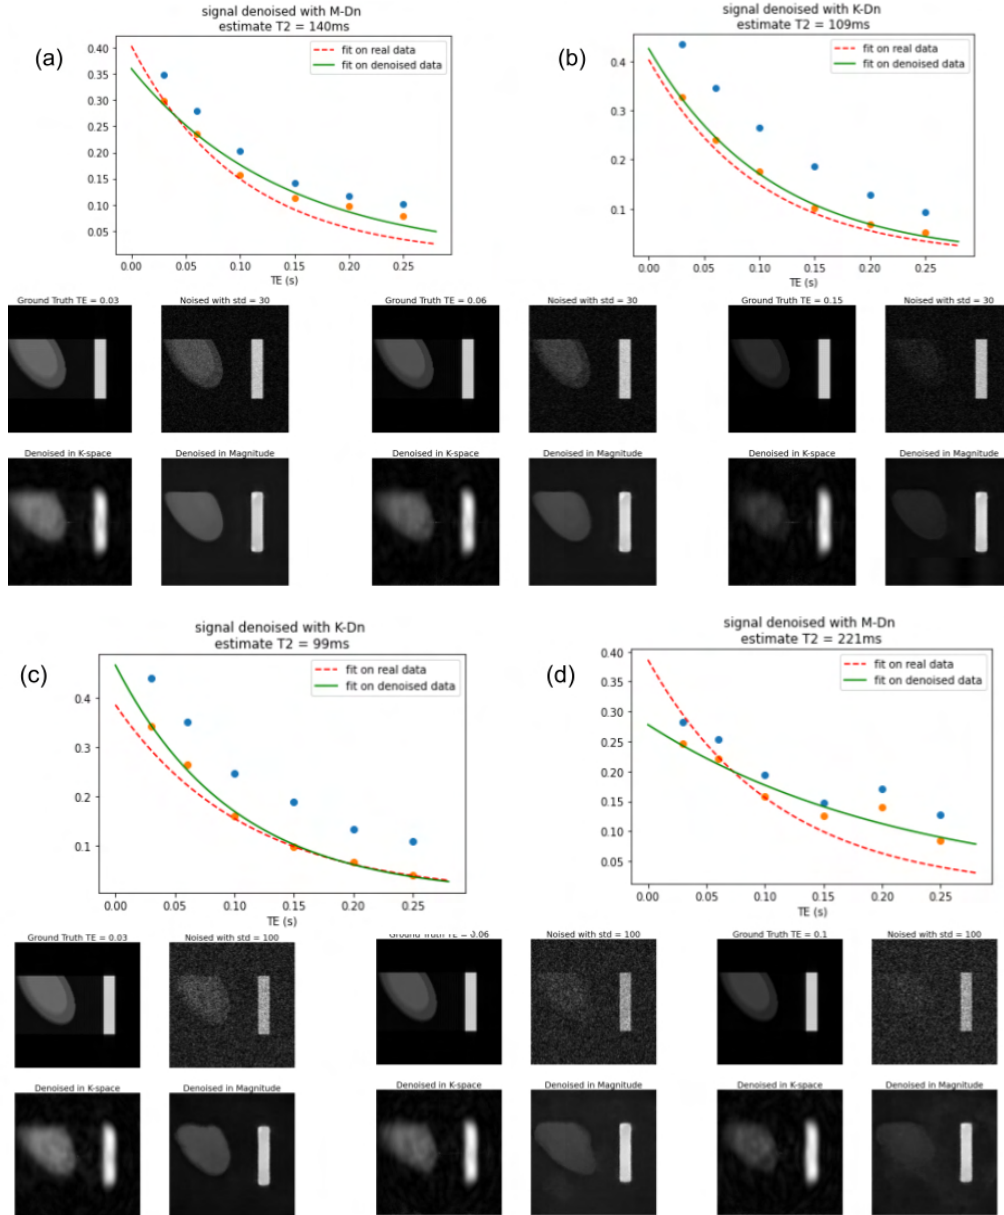 signal denoised with M-Dn
estimate T2 = 140ms
(a)
fit on real data
fit on denoised data
0.40
0.35
0.30
0.25
0.20
0.15
0.10
0.05
0.00 0.05 0.10 0.15 0.20 0.25
TE (s)
signal denoised with K-Dn
estimate T2 = 109ms
(b)
fit on real data
fit on denoised data
0.4
0.3
0.2
0.1
0.00 0.05 0.10 0.15 0.20 0.25
TE (s)
Ground Truth TE = 0.03 Noised with std = 30 Ground Truth TE = 0.06 Noised with std = 30 Ground Truth TE = 0.15 Noised with std = 30
Denoised in K-space Denoised in Magnitude Denoised in K-space Denoised in Magnitude Denoised in K-space Denoised in Magnitude
signal denoised with K-Dn
estimate T2 = 99ms
(c)
fit on real data
fit on denoised data
0.4
0.3
0.2
0.1
0.00 0.05 0.10 0.15 0.20 0.25
TE (s)
signal denoised with M-Dn
estimate T2 = 221ms
(d)
fit on real data
fit on denoised data
0.40
0.35
0.30
0.25
0.20
0.15
0.10
0.05
0.00 0.05 0.10 0.15 0.20 0.25
TE (s)
Ground Truth TE = 0.03 Noised with std = 100 Ground Truth TE = 0.06 Noised with std = 100 Ground Truth TE = 0.1 Noised with std = 100
Denoised in K-space Denoised in Magnitude Denoised in K-space Denoised in Magnitude Denoised in K-space Denoised in Magnitude